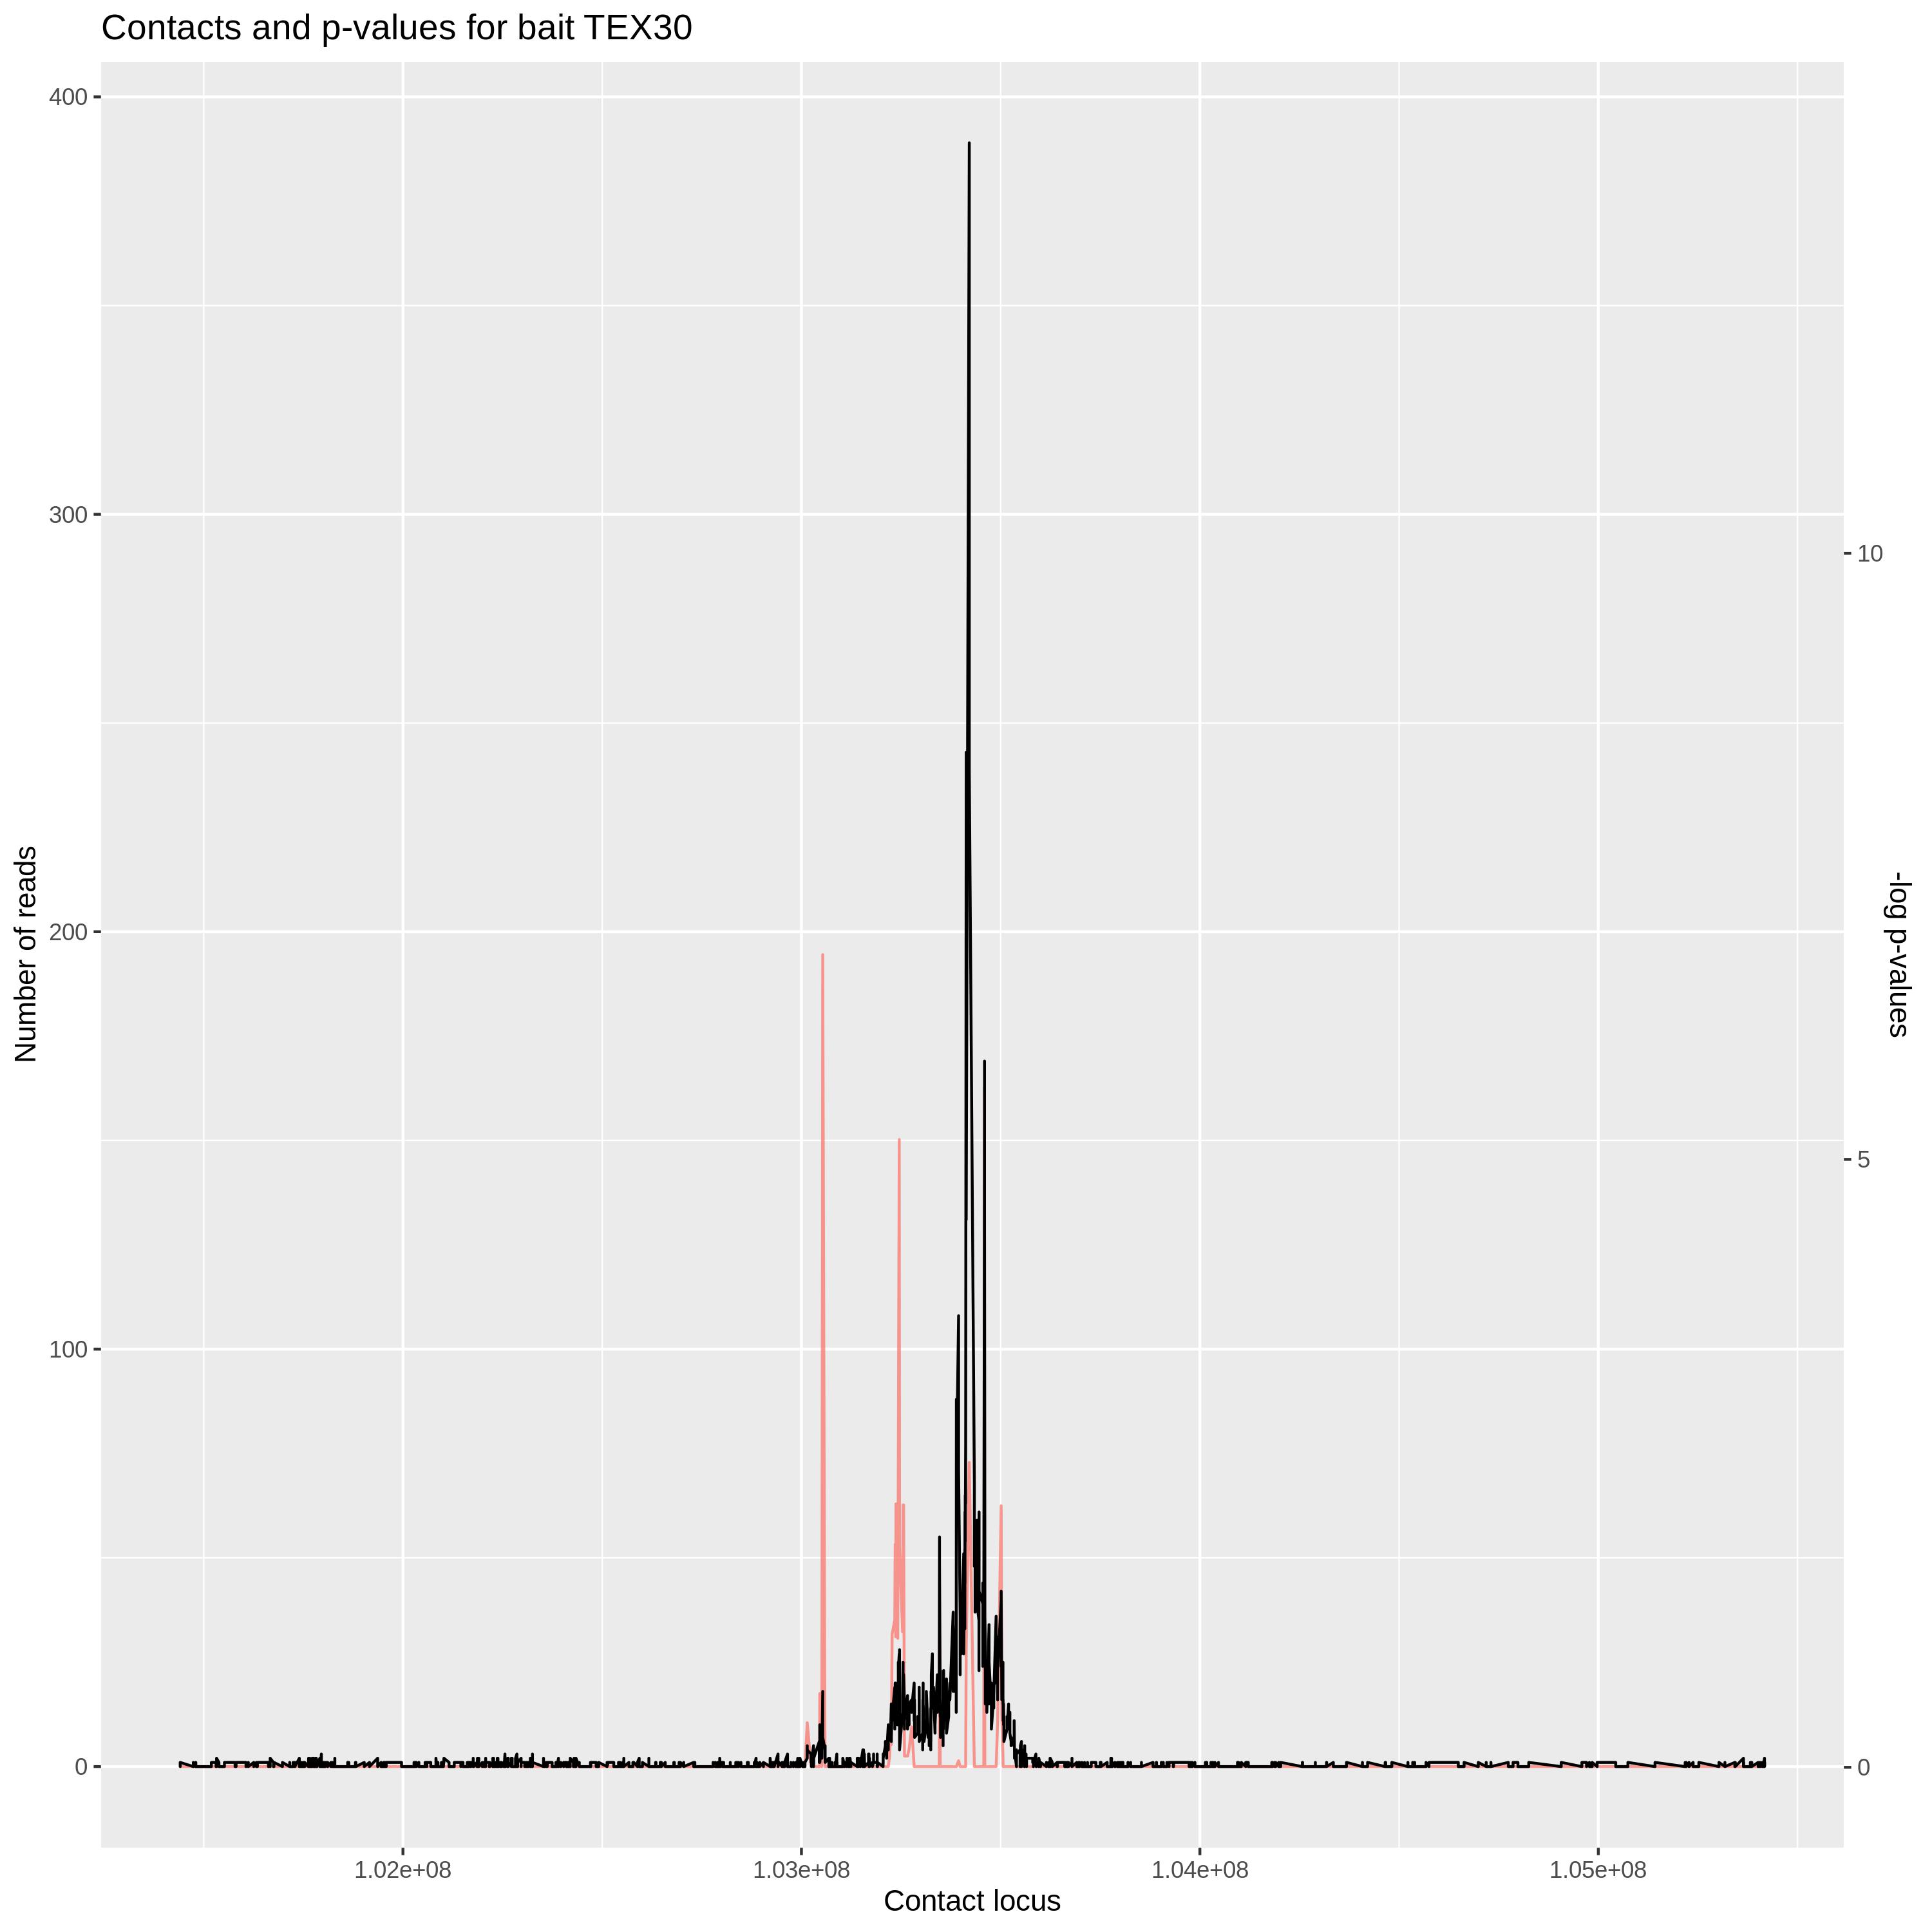 Contacts and p-values for bait TEX30
400
300
200
100
0
Number of reads
10
5
0
-log p-values
1.02e+08
1.03e+08
1.04e+08
1.05e+08
Contact locus